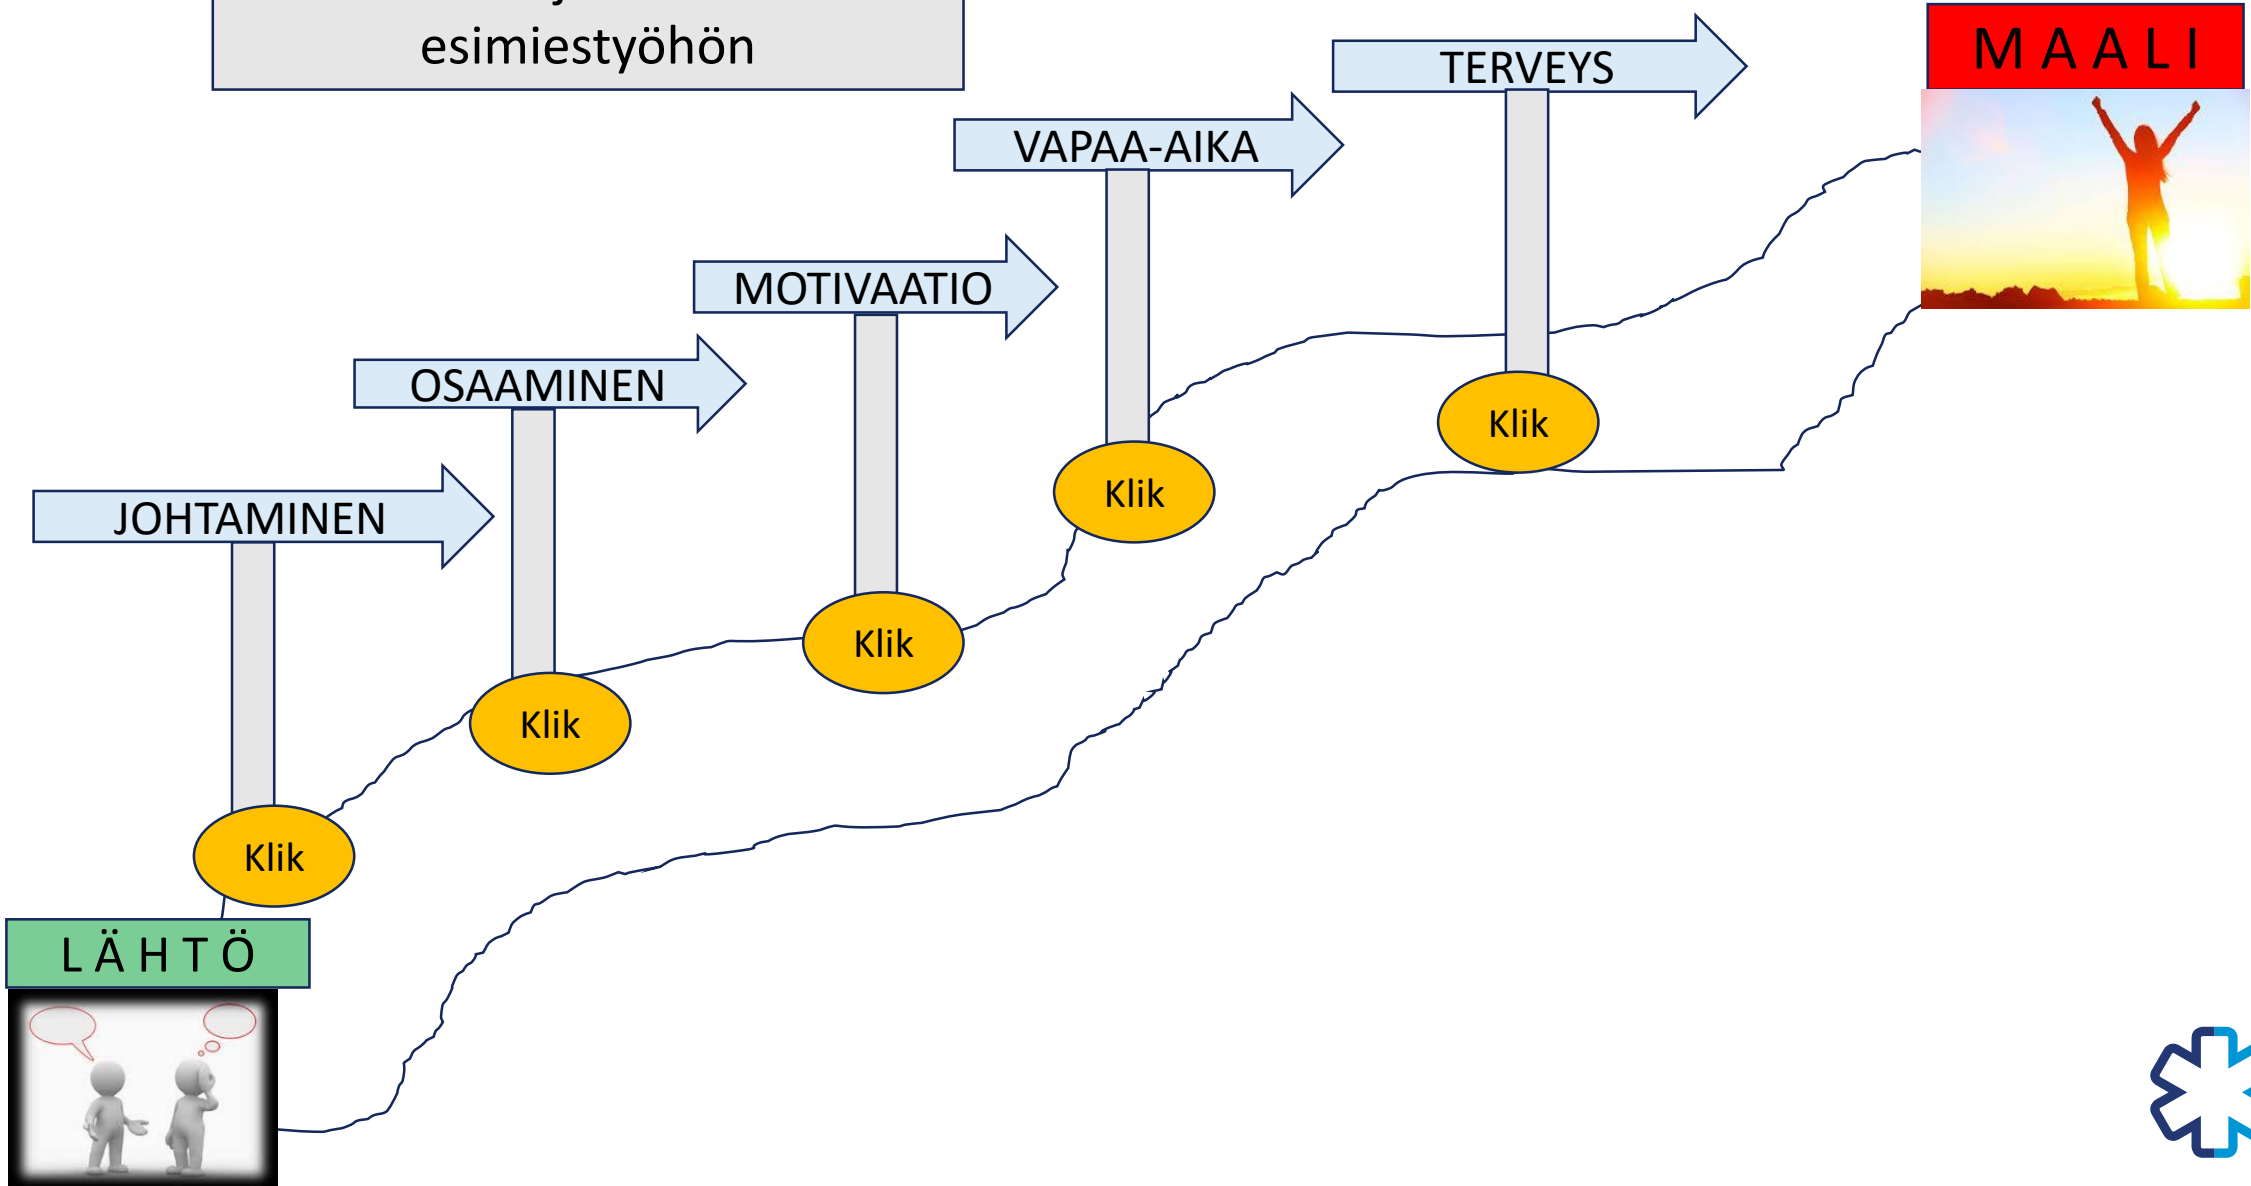 esimiestyöhön
TERVEYS
M A A L I
VAPAA-AIKA
MOTIVAATIO
OSAAMINEN
JOHTAMINEN
Klik
Klik
Klik
Klik
Klik
L Ä H T Ö